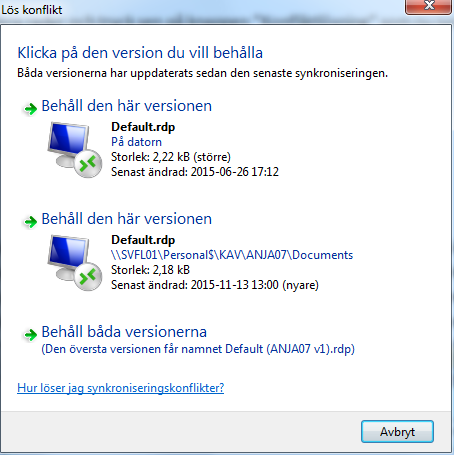 Lös konflikt
Klicka på den version du vill behålla
Båda versionerna har uppdaterats sedan den senaste synkroniseringen.
Behåll den här versionen
Default.rdp
På datorn
Storlek: 2,22 kB (större)
Senast ändrad: 2015-06-26 17:12
Behåll den här versionen
Default.rdp
\\SVFL01\Personal$\KAV\ANJA07\Documents
Storlek: 2,18 kB
Senast ändrad: 2015-11-13 13:00 (nyare)
Behåll båda versionerna
(Den översta versionen får namnet Default (ANJA07 v1).rdp)
Hur löser jag synkroniseringskonflikter?
Avbryt